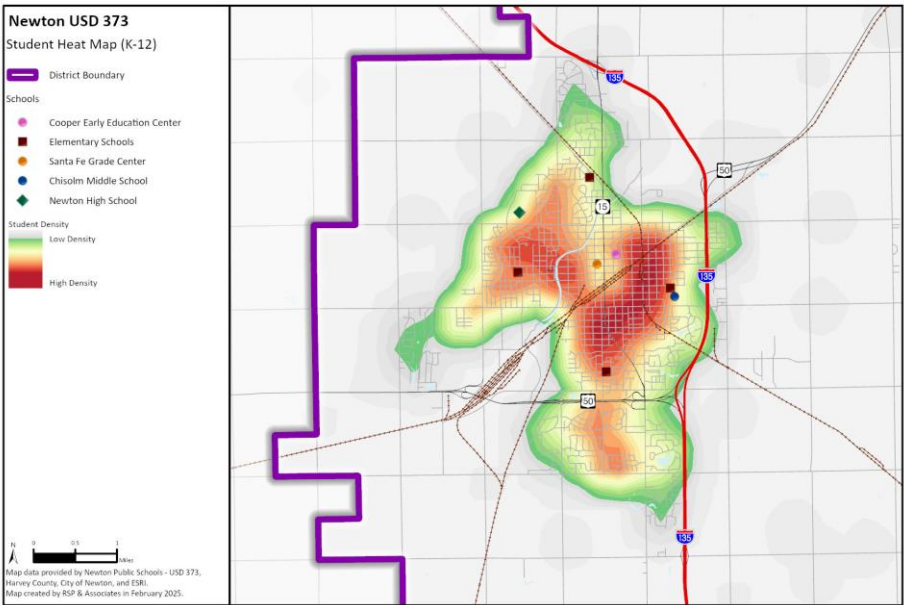 Newton USD 373
Student Heat Map (K-12)
District Boundary
Schools
Cooper Early Education Center
Elementary Schools
Santa Fe Grade Center
Chisolm Middle School
Newton High School
Student Density
Low Density
High Density
N
0 0.5 1
Miles
Map data provided by Newton Public Schools - USD 373,
Harvey County, City of Newton, and ESRI.
Map created by RSP & Associates in February 2025.
135
50
15
135
50
135